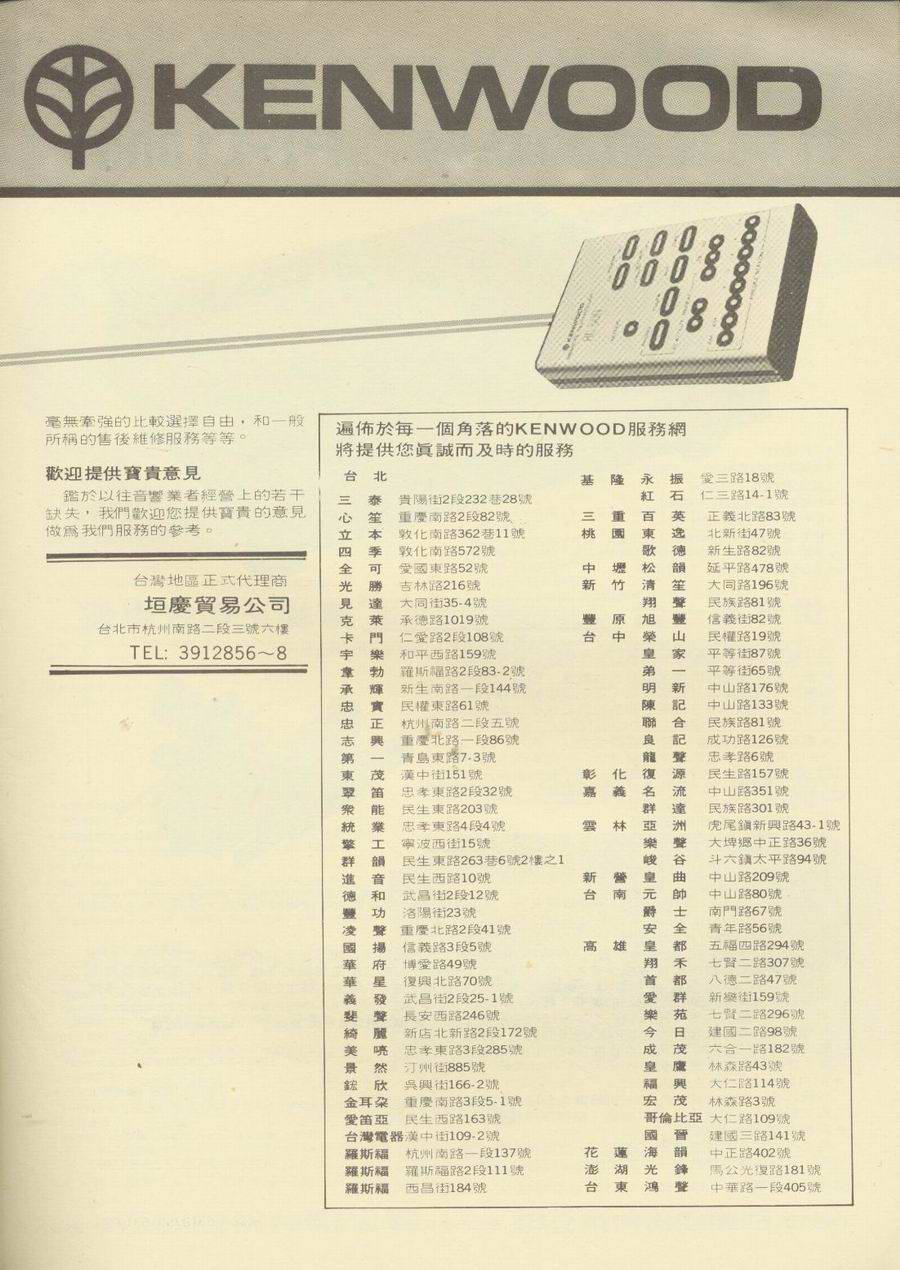 KENWOOD
KENWOOD
毫無牽強的比較選擇自由，和一般
所稱的售後維修服務等等。
歡迎提供寶貴意見
鑑於以往音響業者經營上的若干
缺失，我們歡迎您提供寶貴的意見
做為我們服務的參考。
台灣地區正式代理商
垣慶貿易公司
台北市杭州南路二段三號六樓
TEL: 3912856～8
遍佈於每一個角落的KENWOOD服務網
將提供您眞誠而及時的服務
台北
三泰 貴陽街2段232巷28號
心笙 重慶南路2段82號
立本 敦化南路362巷11號
四季 敦化南路572號
全可 愛國東路52號
光勝 吉林路216號
見達 大同街35-4號
克萊 承德路1019號
卡門 仁愛路2段108號
宇樂 和平西路159號
韋勃 羅斯福路2段83-2號
承輝 新生南路一段144號
忠實 民權東路61號
忠正 杭州南路二段五號
志興 重慶北路一段86號
第一 青島東路7-3號
東茂 漢中街151號
翠笛 忠孝東路2段32號
衆能 民生東路203號
統業 忠孝東路4段4號
擎工 寧波西街15號
群韻 民生東路263巷6號2樓之1
進音 民生西路10號
德和 武昌街2段12號
豐功 洛陽街23號
凌聲 重慶北路2段41號
國揚 信義路3段5號
華府 博愛路49號
華星 復興北路70號
義發 武昌街2段25-1號
斐聲 長安西路246號
綺麗 新店北新路2段172號
美亮 忠孝東路3段285號
景然 汀州街885號
鋐欣 吳興街166-2號
金耳朶 重慶南路3段5-1號
愛笛亞 民生西路163號
台灣電器 漢中街109-2號
羅斯福 杭州南路一段137號
羅斯福 羅斯福路2段111號
羅斯福 西昌街184號
基隆 永振 愛三路18號
紅石 仁三路14-1號
三重 百英 正義北路83號
桃園 東逸 北新街47號
歌德 新生路82號
中壢 松韻 延平路478號
新竹 清笙 大同路196號
翔聲 民族路81號
豐原 旭豐 信義街82號
台中 榮山 民權路19號
皇家 平等街87號
弟一 平等街65號
明新 中山路176號
陳記 中山路133號
聯合 民族路81號
良記 成功路126號
龍聲 忠孝路6號
彰化 復源 民生路157號
嘉義 名流 中山路351號
群達 民族路301號
雲林 亞洲 虎尾鎭新興路43-1號
樂聲 大埤鄉中正路36號
峻谷 斗六鎭太平路94號
新營 皇曲 中山路209號
台南 元帥 中山路80號
爵士 南門路67號
安全 青年路56號
高雄 皇都 五福四路294號
翔禾 七賢二路307號
首都 八德二路47號
愛群 新樂街159號
樂苑 七賢二路296號
今日 建國二路98號
成茂 六合一路182號
皇鷹 林森路43號
福興 大仁路114號
宏茂 林森路3號
哥倫比亞 大仁路109號
國晉 建國三路141號
花蓮 海韻 中正路402號
澎湖 光鋒 馬公光復路181號
台東 鴻聲 中華路一段405號